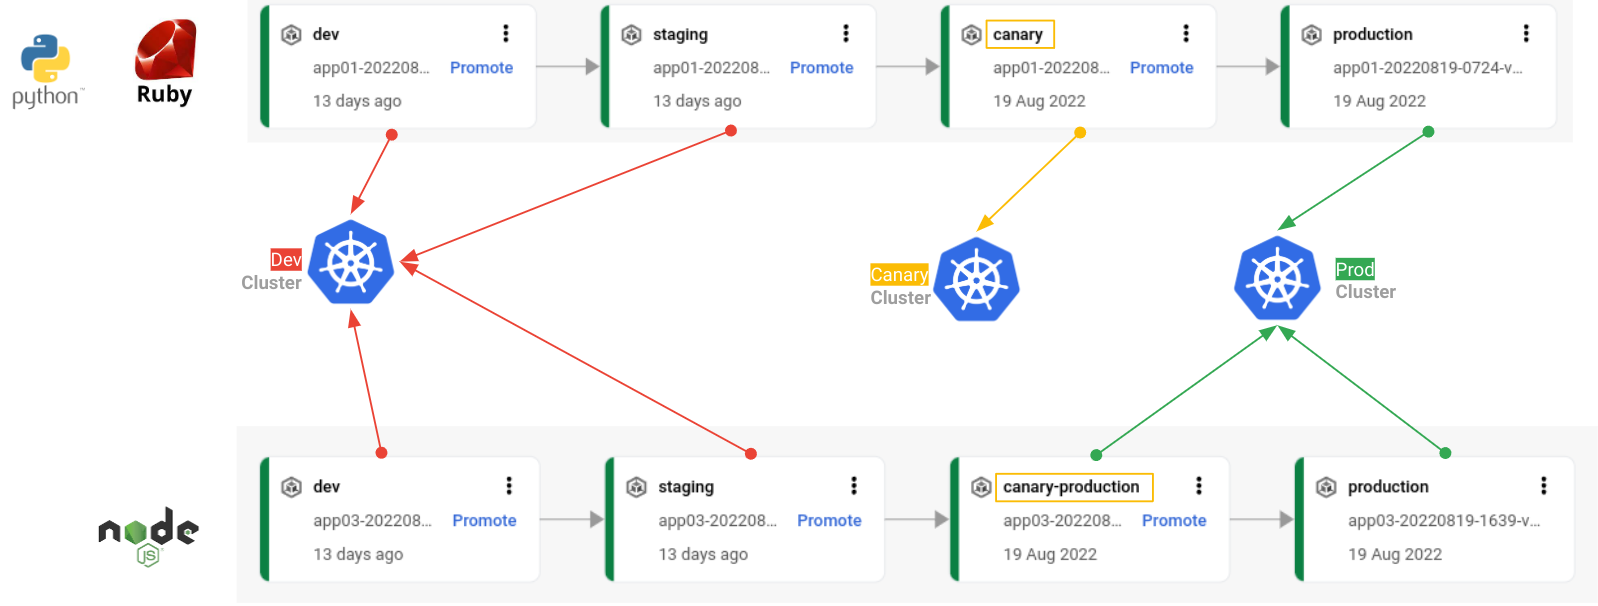 python™
Ruby
dev
app01-202208... Promote
13 days ago
staging
app01-202208... Promote
13 days ago
canary
app01-202208... Promote
19 Aug 2022
production
app01-20220819-0724-v...
19 Aug 2022
Dev
Cluster
Canary
Cluster
Prod
Cluster
node
JS
dev
app03-202208... Promote
13 days ago
staging
app03-202208... Promote
13 days ago
canary-production
app03-202208... Promote
19 Aug 2022
production
app03-20220819-1639-v...
19 Aug 2022